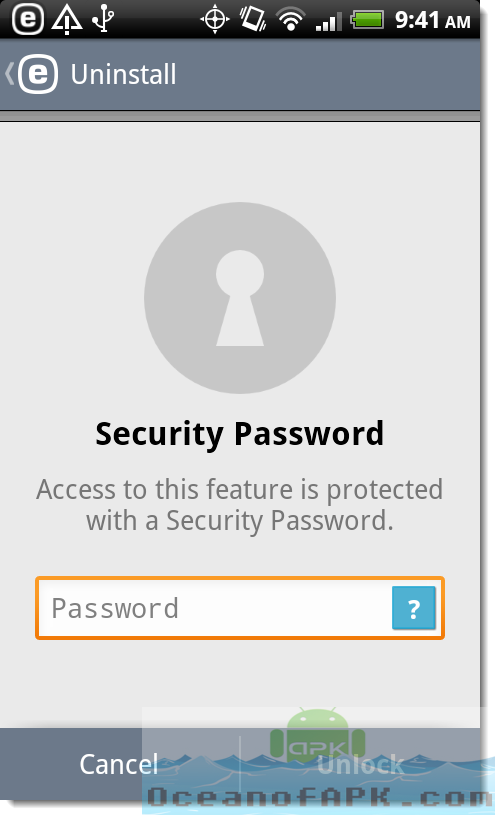 e 9:41 AM
e Uninstall
Security Password
Access to this feature is protected
with a Security Password.
Password ?
Cancel Unlock
APK
OceanofAPK.com